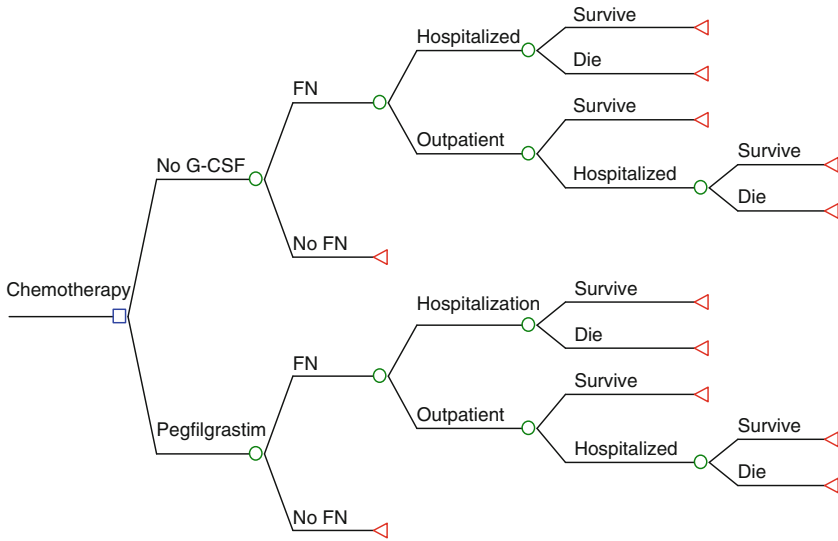 Survive
Hospitalized
Die
FN
Survive
Outpatient
Survive
No G-CSF
Hospitalized
Die
No FN
Chemotherapy
Survive
Hospitalization
Die
FN
Survive
Outpatient
Survive
Pegfilgrastim
Hospitalized
Die
No FN